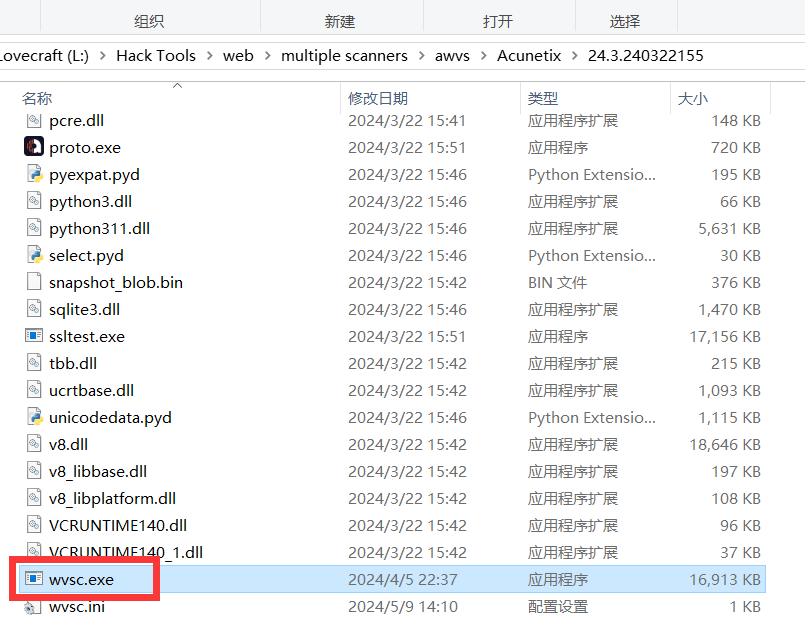 组织 新建 打开 选择
Lovecraft (L:) > Hack Tools > web > multiple scanners > awvs > Acunetix > 24.3.240322155
名称 修改日期 类型 大小
pcre.dll 2024/3/22 15:41 应用程序扩展 148 KB
proto.exe 2024/3/22 15:51 应用程序 720 KB
pyexpat.pyd 2024/3/22 15:46 Python Extensio... 195 KB
python3.dll 2024/3/22 15:46 应用程序扩展 66 KB
python311.dll 2024/3/22 15:46 应用程序扩展 5,631 KB
select.pyd 2024/3/22 15:46 Python Extensio... 30 KB
snapshot_blob.bin 2024/3/22 15:42 BIN 文件 376 KB
sqlite3.dll 2024/3/22 15:46 应用程序扩展 1,470 KB
ssltest.exe 2024/3/22 15:51 应用程序 17,156 KB
tbb.dll 2024/3/22 15:42 应用程序扩展 215 KB
ucrtbase.dll 2024/3/22 15:42 应用程序扩展 1,093 KB
unicodedata.pyd 2024/3/22 15:46 Python Extensio... 1,115 KB
v8.dll 2024/3/22 15:42 应用程序扩展 18,646 KB
v8_libbase.dll 2024/3/22 15:42 应用程序扩展 197 KB
v8_libplatform.dll 2024/3/22 15:42 应用程序扩展 108 KB
VCRUNTIME140.dll 2024/3/22 15:42 应用程序扩展 96 KB
VCRUNTIME140_1.dll 2024/3/22 15:42 应用程序扩展 37 KB
wvsc.exe 2024/4/5 22:37 应用程序 16,913 KB
wvsc.ini 2024/5/9 14:10 配置设置 1 KB